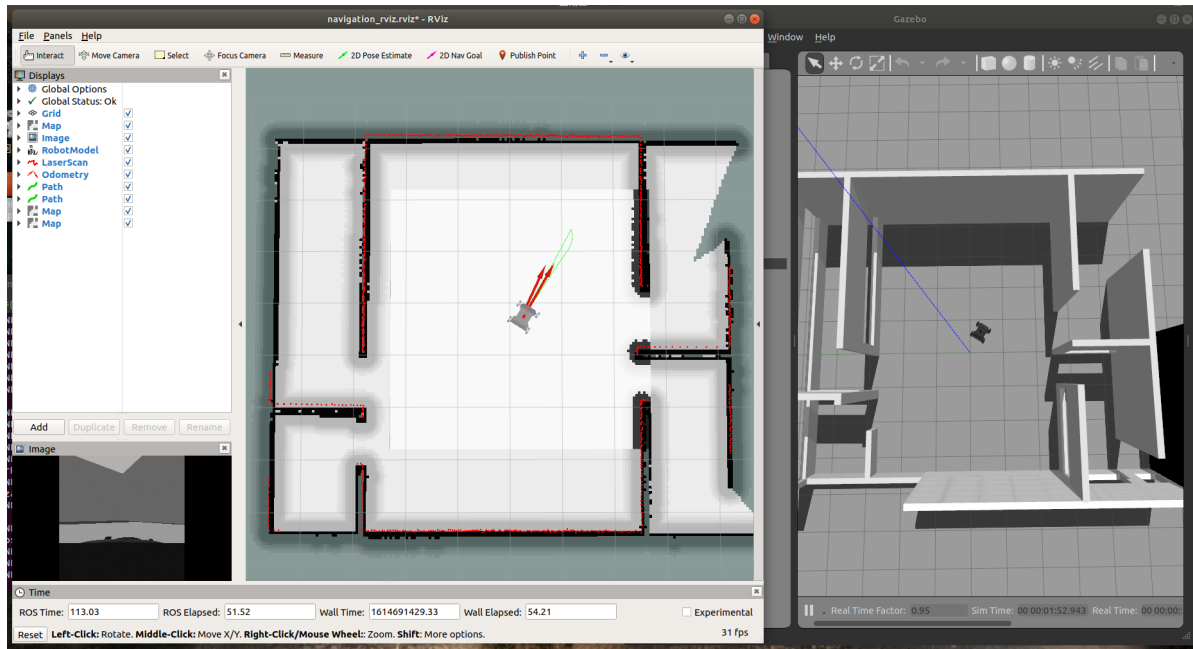 navigation_rviz.rviz* - RViz
File Panels Help
Interact Move Camera Select Focus Camera Measure 2D Pose Estimate 2D Nav Goal Publish Point
Displays
Global Options
Global Status: Ok
Grid
Map
Image
RobotModel
LaserScan
Odometry
Path
Path
Map
Map
Add Duplicate Remove Rename
Image
Time
ROS Time: 113.03 ROS Elapsed: 51.52 Wall Time: 1614691429.33 Wall Elapsed: 54.21 Experimental
Reset Left-Click: Rotate. Middle-Click: Move X/Y. Right-Click/Mouse Wheel:: Zoom. Shift: More options. 31 fps
Gazebo
Window Help
Real Time Factor: 0.95 Sim Time: 00 00:01:52.943 Real Time: 00 00:00: